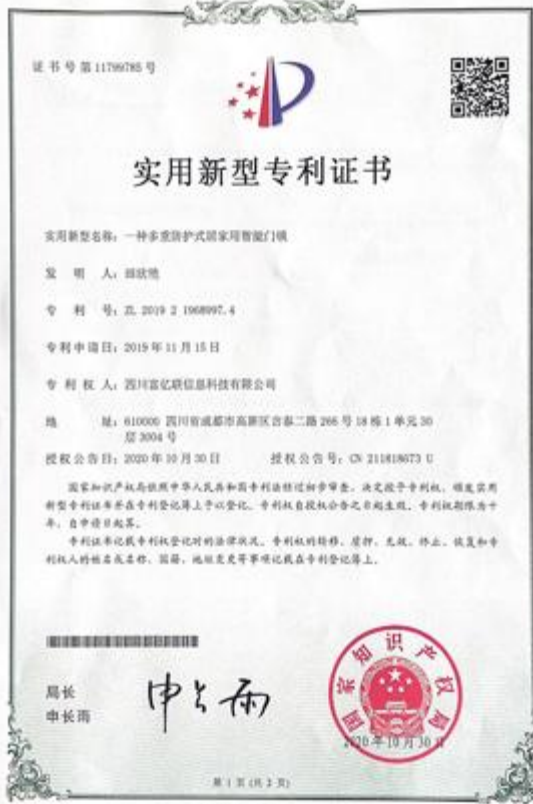 证书号第11799785号
实用新型专利证书
实用新型名称：一种多重防护式居家用智能门锁
发 明 人：
专 利 号：ZL 2019 2 1968997.4
专利申请日：2019年11月15日
专 利 权 人：四川富亿联信息科技有限公司
地 址：610000 四川省成都市高新区吉泰二路266号18栋1单元30
层3004号
授权公告日：2020年10月30日 授权公告号：CN 211818673 U
国家知识产权局依照中华人民共和国专利法经过初步审查，决定授予专利权，颁发实用
新型专利证书并在专利登记簿上予以登记。专利权自授权公告之日起生效。专利权期限为十
年，自申请日起算。
专利证书记载专利权登记时的法律状况。专利权的转移、质押、无效、终止、恢复和专
利权人的姓名或名称、国籍、地址变更等事项记载在专利登记簿上。
局长
申长雨
申长雨
国家知识产权局
2020年10月30日
第1页(共2页)